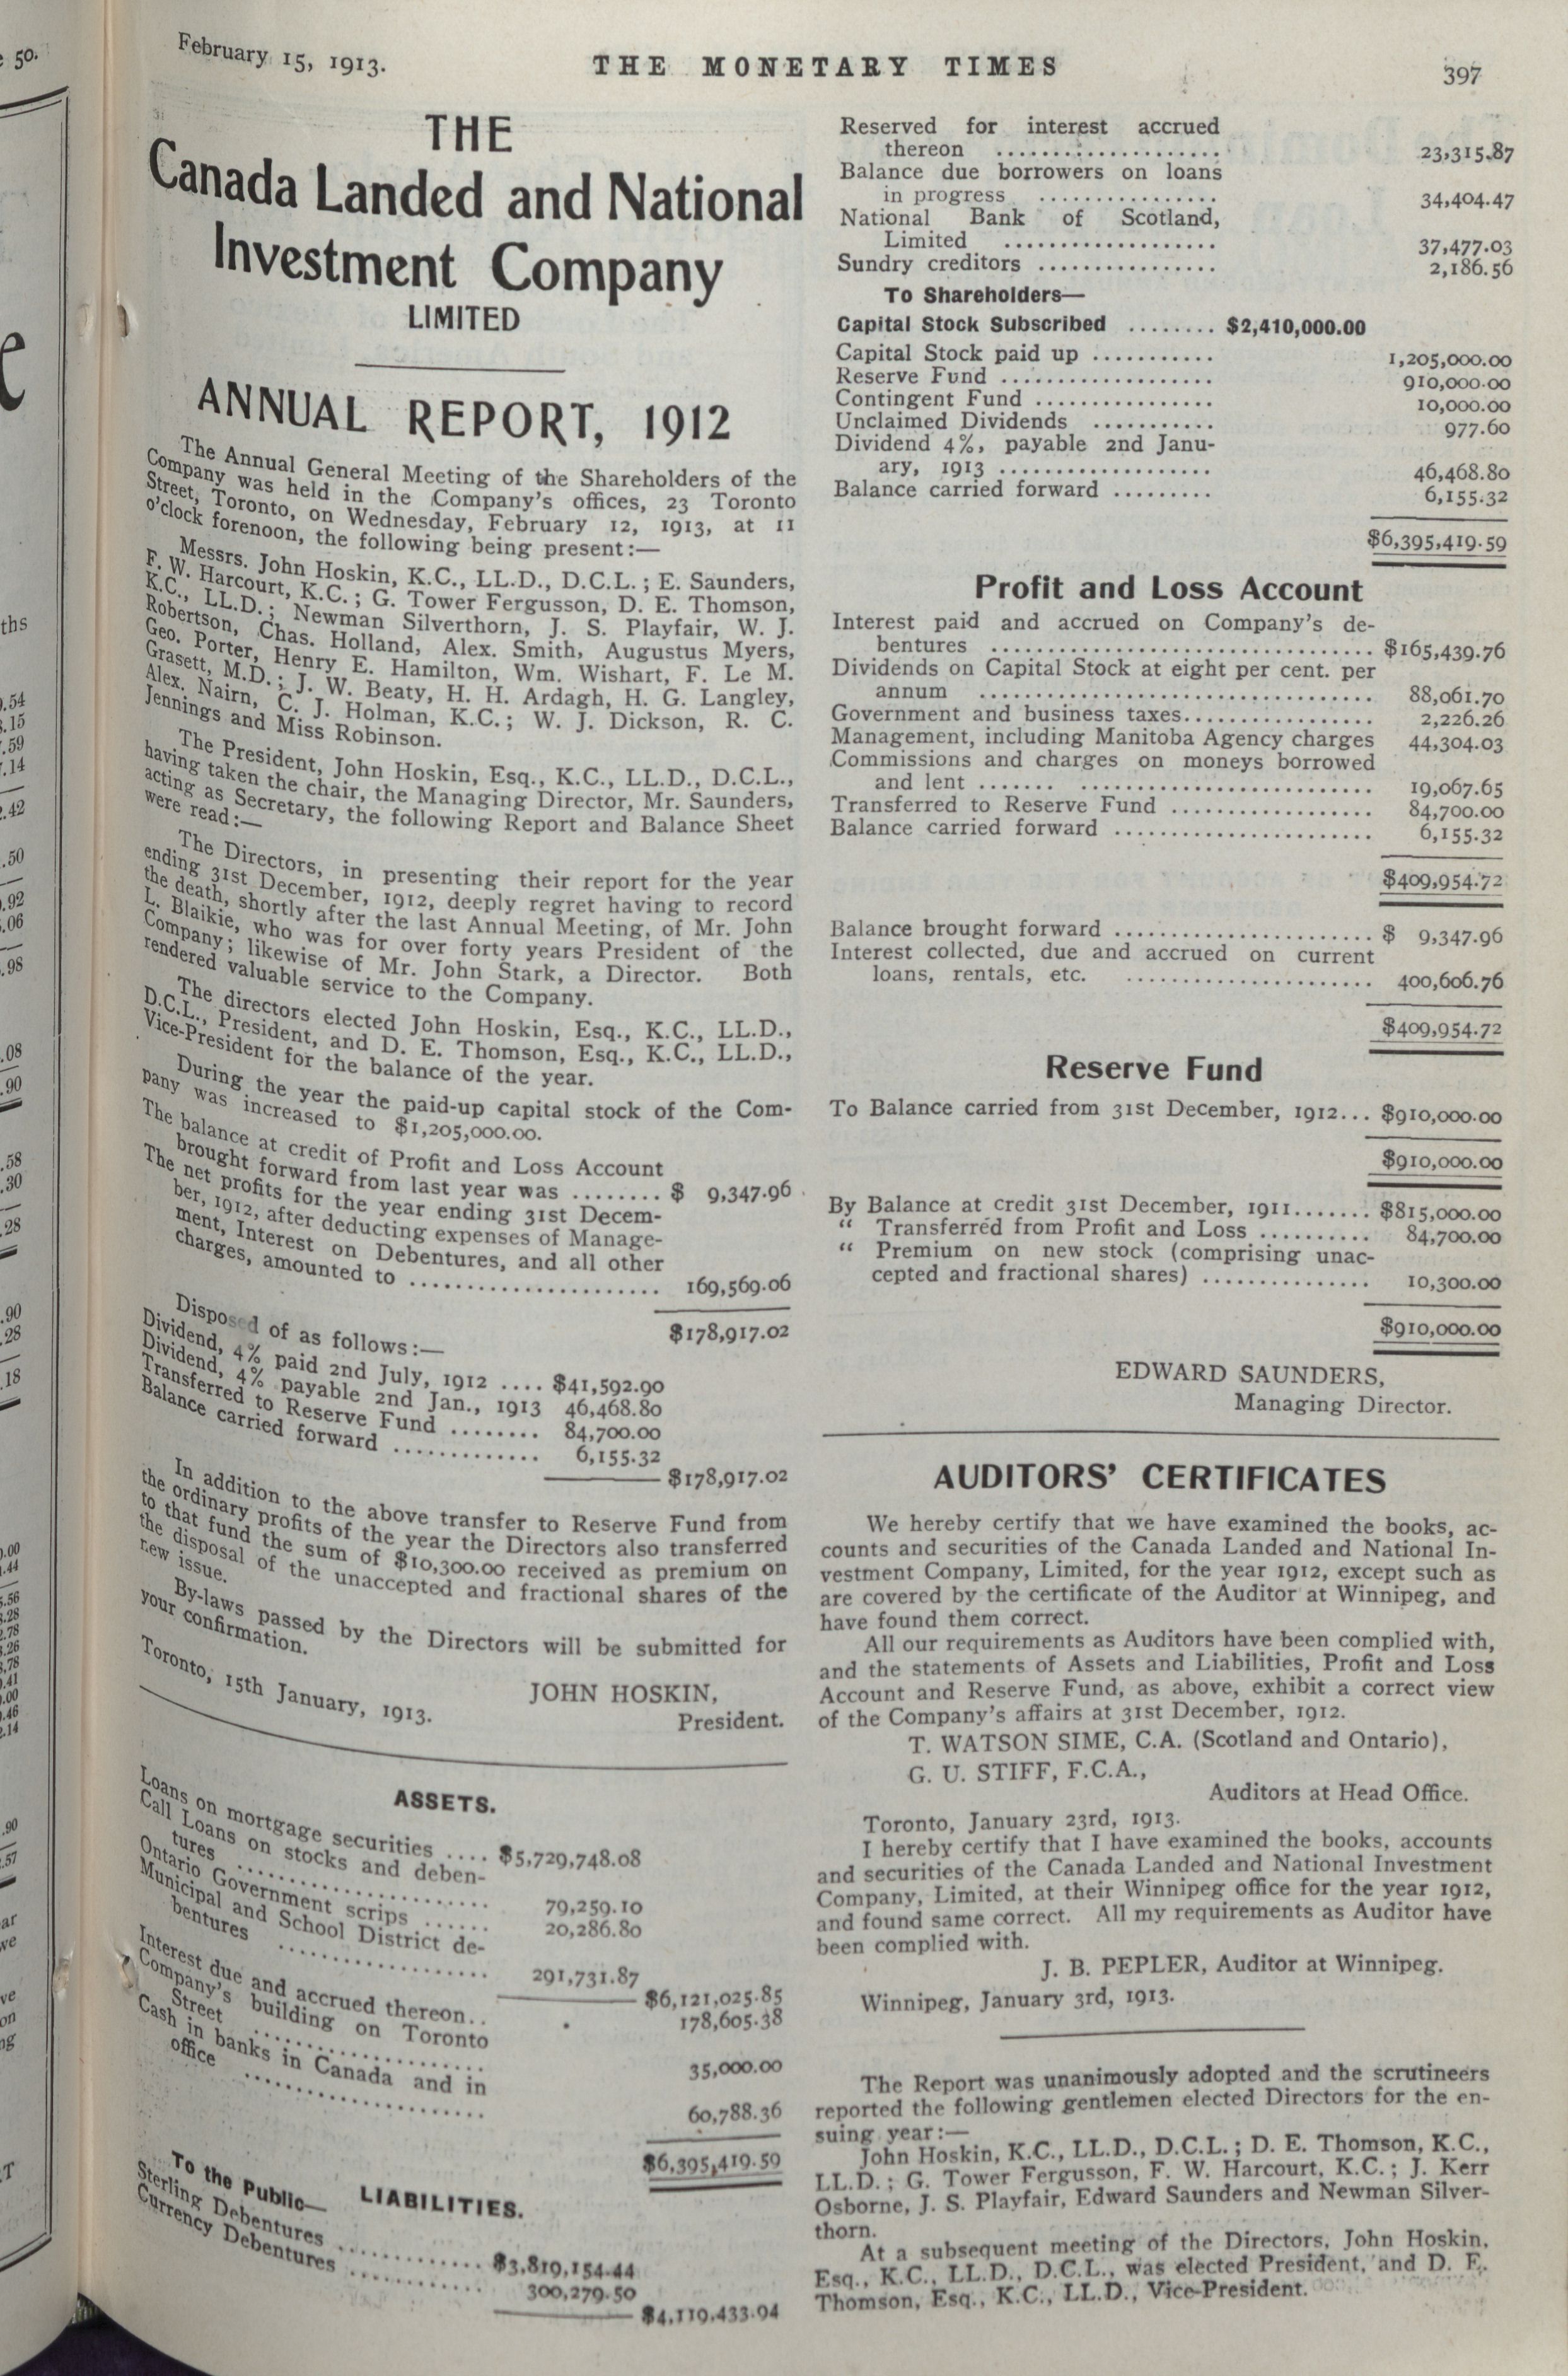 February 15, 1913.
THE MONETARY TIMES
397
THE
Canada Landed and National
Investment Company
LIMITED
ANNUAL REPORT, 1912
The Annual General Meeting of the Shareholders of the
Company was held in the Company's offices, 23 Toronto
Street, Toronto, on Wednesday, February 12, 1913, at 11
o'clock forenoon, the following being present:—
Messrs. John Hoskin, K.C., LL.D., D.C.L.; E. Saunders,
F. W. Harcourt, K.C.; G. Tower Fergusson, D. E. Thomson,
K.C., LL.D.; Newman Silverthorn, J. S. Playfair, W. J.
Robertson, Chas. Holland, Alex. Smith, Augustus Myers,
Geo. Porter, Henry E. Hamilton, Wm. Wishart, F. Le M.
Grasett, M.D.; J. W. Beaty, H. H. Ardagh, H. G. Langley,
Alex. Nairn, C. J. Holman, K.C.; W. J. Dickson, R. C.
Jennings and Miss Robinson.
The President, John Hoskin, Esq., K.C., LL.D., D.C.L.,
having taken the chair, the Managing Director, Mr. Saunders,
acting as Secretary, the following Report and Balance Sheet
were read:—
The Directors, in presenting their report for the year
ending 31st December, 1912, deeply regret having to record
the death, shortly after the last Annual Meeting, of Mr. John
L. Blaikie, who was for over forty years President of the
Company; likewise of Mr. John Stark, a Director. Both
rendered valuable service to the Company.
The directors elected John Hoskin, Esq., K.C., LL.D.,
D.C.L., President, and D. E. Thomson, Esq., K.C., LL.D.,
Vice-President for the balance of the year.
During the year the paid-up capital stock of the Com-
pany was increased to $1,205,000.00.
The balance at credit of Profit and Loss Account
brought forward from last year was ........ $ 9,347.96
The net profits for the year ending 31st Decem-
ber, 1912, after deducting expenses of Manage-
ment, Interest on Debentures, and all other
charges, amounted to ..................... 169,569.06
$178,917.02
Disposed of as follows:—
Dividend, 4% paid 2nd July, 1912 .... $41,592.90
Dividend, 4% payable 2nd Jan., 1913 46,468.80
Transferred to Reserve Fund ........ 84,700.00
Balance carried forward ............. 6,155.32
$178,917.02
In addition to the above transfer to Reserve Fund from
the ordinary profits of the year the Directors also transferred
to that fund the sum of $10,300.00 received as premium on
the disposal of the unaccepted and fractional shares of the
new issue.
By-laws passed by the Directors will be submitted for
your confirmation.
JOHN HOSKIN,
President.
Toronto, 15th January, 1913.
ASSETS.
Loans on mortgage securities .... $5,729,748.08
Call Loans on stocks and deben-
tures ...................... 79,259.10
Ontario Government scrips ...... 20,286.80
Municipal and School District de-
bentures .................. 291,731.87
$6,121,025.85
Interest due and accrued thereon.. 178,605.38
Company's building on Toronto
Street .................... 35,000.00
Cash in banks in Canada and in
office .................... 60,788.36
$6,395,419.59
LIABILITIES.
To the Public—
Sterling Debentures ............. $3,819,154.44
Currency Debentures ............ 300,279.50
$4,119,433.94
Reserved for interest accrued
thereon .................... 23,315.87
Balance due borrowers on loans
in progress ................ 34,404.47
National Bank of Scotland,
Limited ................... 37,477.03
Sundry creditors ................ 2,186.56
To Shareholders—
Capital Stock Subscribed ........ $2,410,000.00
Capital Stock paid up ........... 1,205,000.00
Reserve Fund ................... 910,000.00
Contingent Fund ................ 10,000.00
Unclaimed Dividends ........... 977.60
Dividend 4%, payable 2nd Janu-
ary, 1913 ................... 46,468.80
Balance carried forward ......... 6,155.32
$6,395,419.59
Profit and Loss Account
Interest paid and accrued on Company's de-
bentures .................................. $165,439.76
Dividends on Capital Stock at eight per cent. per
annum ................................... 88,061.70
Government and business taxes................. 2,226.26
Management, including Manitoba Agency charges 44,304.03
Commissions and charges on moneys borrowed
and lent ....... .......................... 19,067.65
Transferred to Reserve Fund .................. 84,700.00
Balance carried forward ....................... 6,155.32
$409,954.72
Balance brought forward ....................... $ 9,347.96
Interest collected, due and accrued on current
loans, rentals, etc. ...................... 400,606.76
$409,954.72
Reserve Fund
To Balance carried from 31st December, 1912... $910,000.00
$910,000.00
By Balance at credit 31st December, 1911....... $815,000.00
“ Transferred from Profit and Loss .......... 84,700.00
“ Premium on new stock (comprising unac-
cepted and fractional shares) ............... 10,300.00
$910,000.00
EDWARD SAUNDERS,
Managing Director.
AUDITORS' CERTIFICATES
We hereby certify that we have examined the books, ac-
counts and securities of the Canada Landed and National In-
vestment Company, Limited, for the year 1912, except such as
are covered by the certificate of the Auditor at Winnipeg, and
have found them correct.
All our requirements as Auditors have been complied with,
and the statements of Assets and Liabilities, Profit and Loss
Account and Reserve Fund, as above, exhibit a correct view
of the Company's affairs at 31st December, 1912.
T. WATSON SIME, C.A. (Scotland and Ontario),
G. U. STIFF, F.C.A.,
Auditors at Head Office.
Toronto, January 23rd, 1913.
I hereby certify that I have examined the books, accounts
and securities of the Canada Landed and National Investment
Company, Limited, at their Winnipeg office for the year 1912,
and found same correct. All my requirements as Auditor have
been complied with.
J. B. PEPLER, Auditor at Winnipeg.
Winnipeg, January 3rd, 1913.
The Report was unanimously adopted and the scrutineers
reported the following gentlemen elected Directors for the en-
suing year:—
John Hoskin, K.C., LL.D., D.C.L.; D. E. Thomson, K.C.,
LL.D.; G. Tower Fergusson, F. W. Harcourt, K.C.; J. Kerr
Osborne, J. S. Playfair, Edward Saunders and Newman Silver-
thorn.
At a subsequent meeting of the Directors, John Hoskin,
Esq., K.C., LL.D., D.C.L., was elected President, and D. E.
Thomson, Esq., K.C., LL.D., Vice-President.